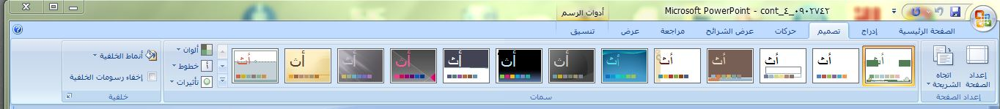 Microsoft PowerPoint - cont_٤_٠٩٠٢٧٤٢
أدوات الرسم
الصفحة الرئيسية إدراج تصميم حركات عرض الشرائح مراجعة عرض تنسيق
إعداد الصفحة
اتجاه الشريحة
أث أث أث أث أث أث أث أث أث أث أث أث أث
ألوان
خطوط
تأثيرات
أنماط الخلفية
إخفاء رسومات الخلفية
إعداد الصفحة سمات خلفية